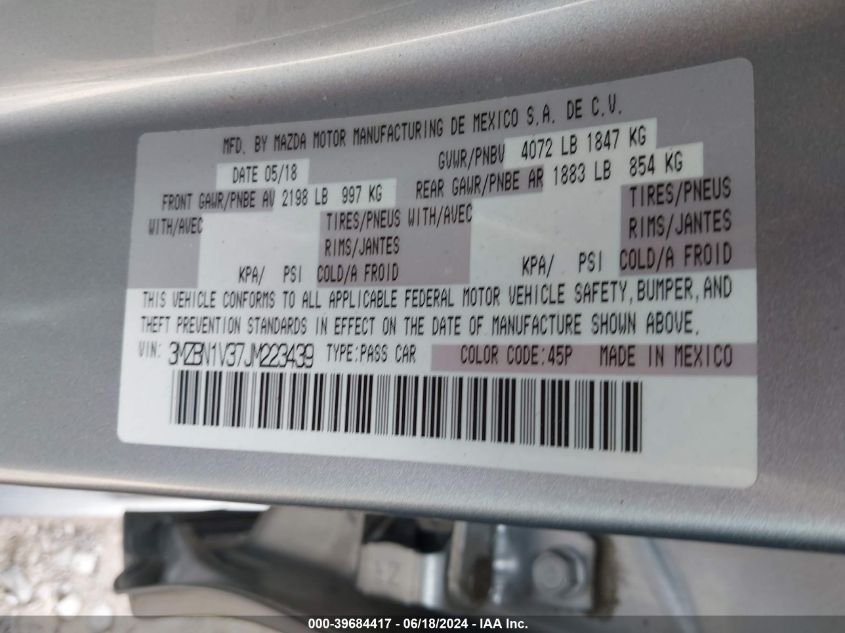 MFD. BY MAZDA MOTOR MANUFACTURING DE MEXICO S.A. DE C.V.
DATE 05/18 GVWR/PNBV 4072 LB 1847 KG
FRONT GAWR/PNBE AV 2198 LB 997 KG REAR GAWR/PNBE AR 1883 LB 854 KG
WITH/AVEC TIRES/PNEUS WITH/AVEC TIRES/PNEUS
RIMS/JANTES RIMS/JANTES
KPA/ PSI COLD/A FROID KPA/ PSI COLD/A FROID
THIS VEHICLE CONFORMS TO ALL APPLICABLE FEDERAL MOTOR VEHICLE SAFETY, BUMPER, AND
THEFT PREVENTION STANDARDS IN EFFECT ON THE DATE OF MANUFACTURE SHOWN ABOVE.
VIN: 3MZBN1V37JM223439 TYPE:PASS CAR COLOR CODE:45P MADE IN MEXICO
000-39684417 - 06/18/2024 - IAA Inc.